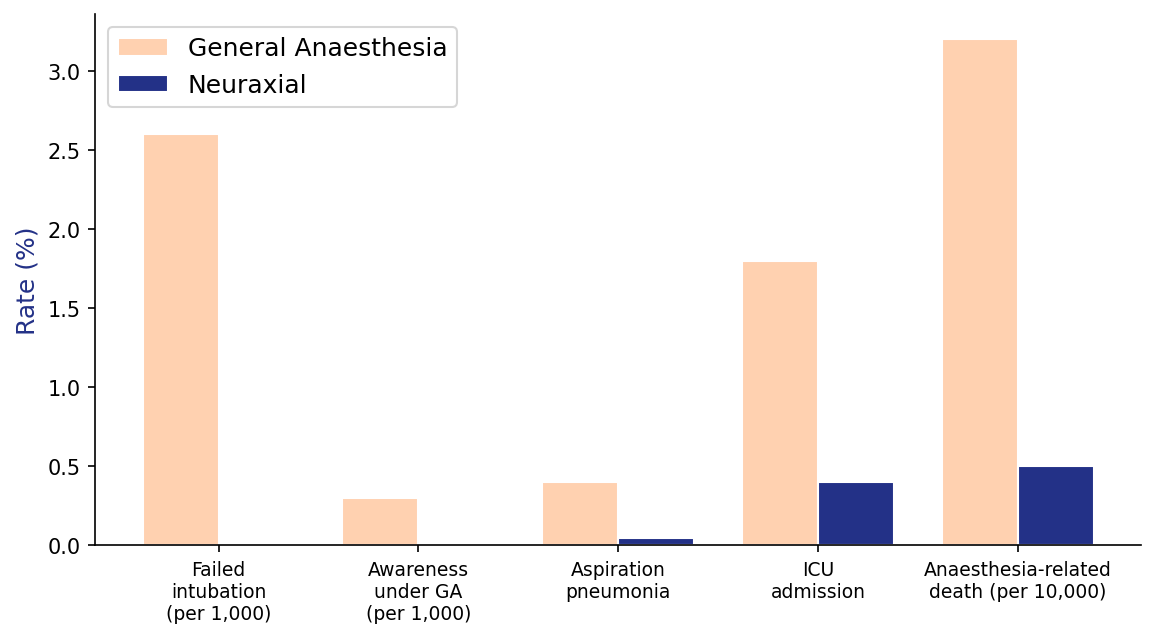 General Anaesthesia
Neuraxial
Rate (%)
3.0
2.5
2.0
1.5
1.0
0.5
0.0
Failed
intubation
(per 1,000)
Awareness
under GA
(per 1,000)
Aspiration
pneumonia
ICU
admission
Anaesthesia-related
death (per 10,000)